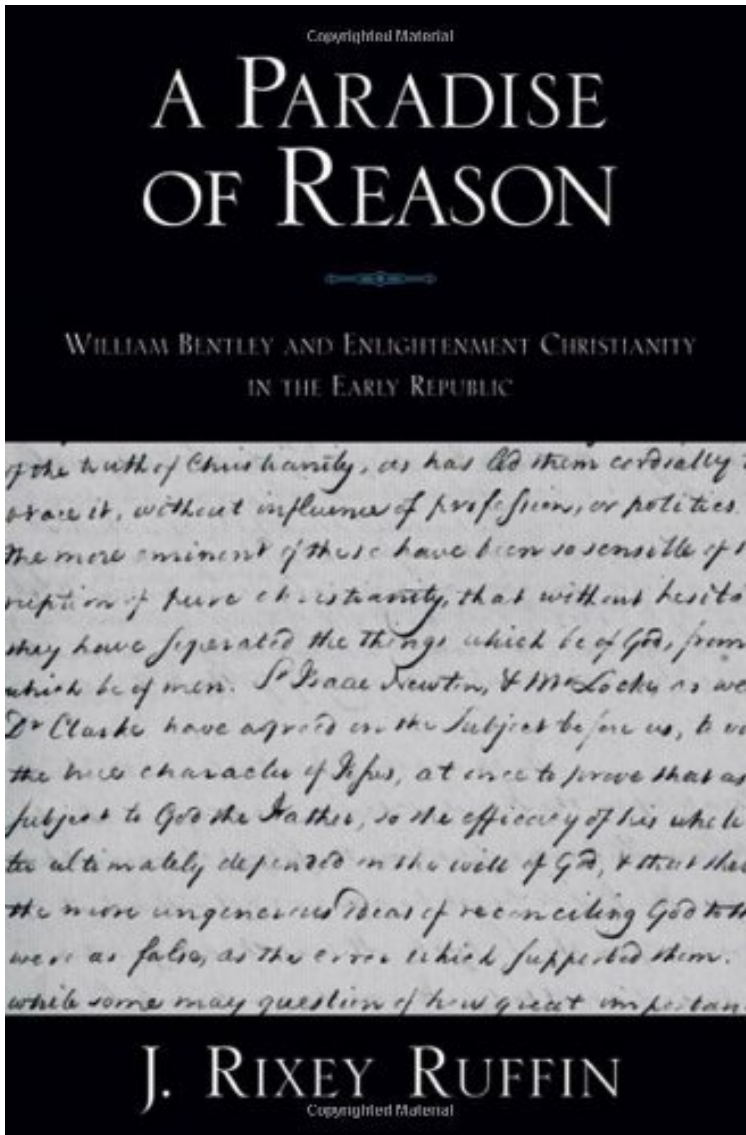 Copyrighted Material
A PARADISE
OF REASON
WILLIAM BENTLEY AND ENLIGHTENMENT CHRISTIANITY
IN THE EARLY REPUBLIC
of the truth of Christianity, as has led them cordially
brace it, without influence of profession, or politics.
the more eminent of these have been so sensible of
ruption of pure christianity, that without hesita
they have seperated the things which be of God, from
which be of men. Sr Isaac Newton, & Mr Locke as we
Dr Clarke have agreed on the subject before us, to
the true character of Jesus, at once to prove that as
subject to God the Father, so the efficacy of his whole
ultimately depended on the will of God, & that
the more ungenerous ideas of reconciling God to
were as false, as the error which supported them.
while some may question of how great importan
J. RIXEY RUFFIN
Copyrighted Material